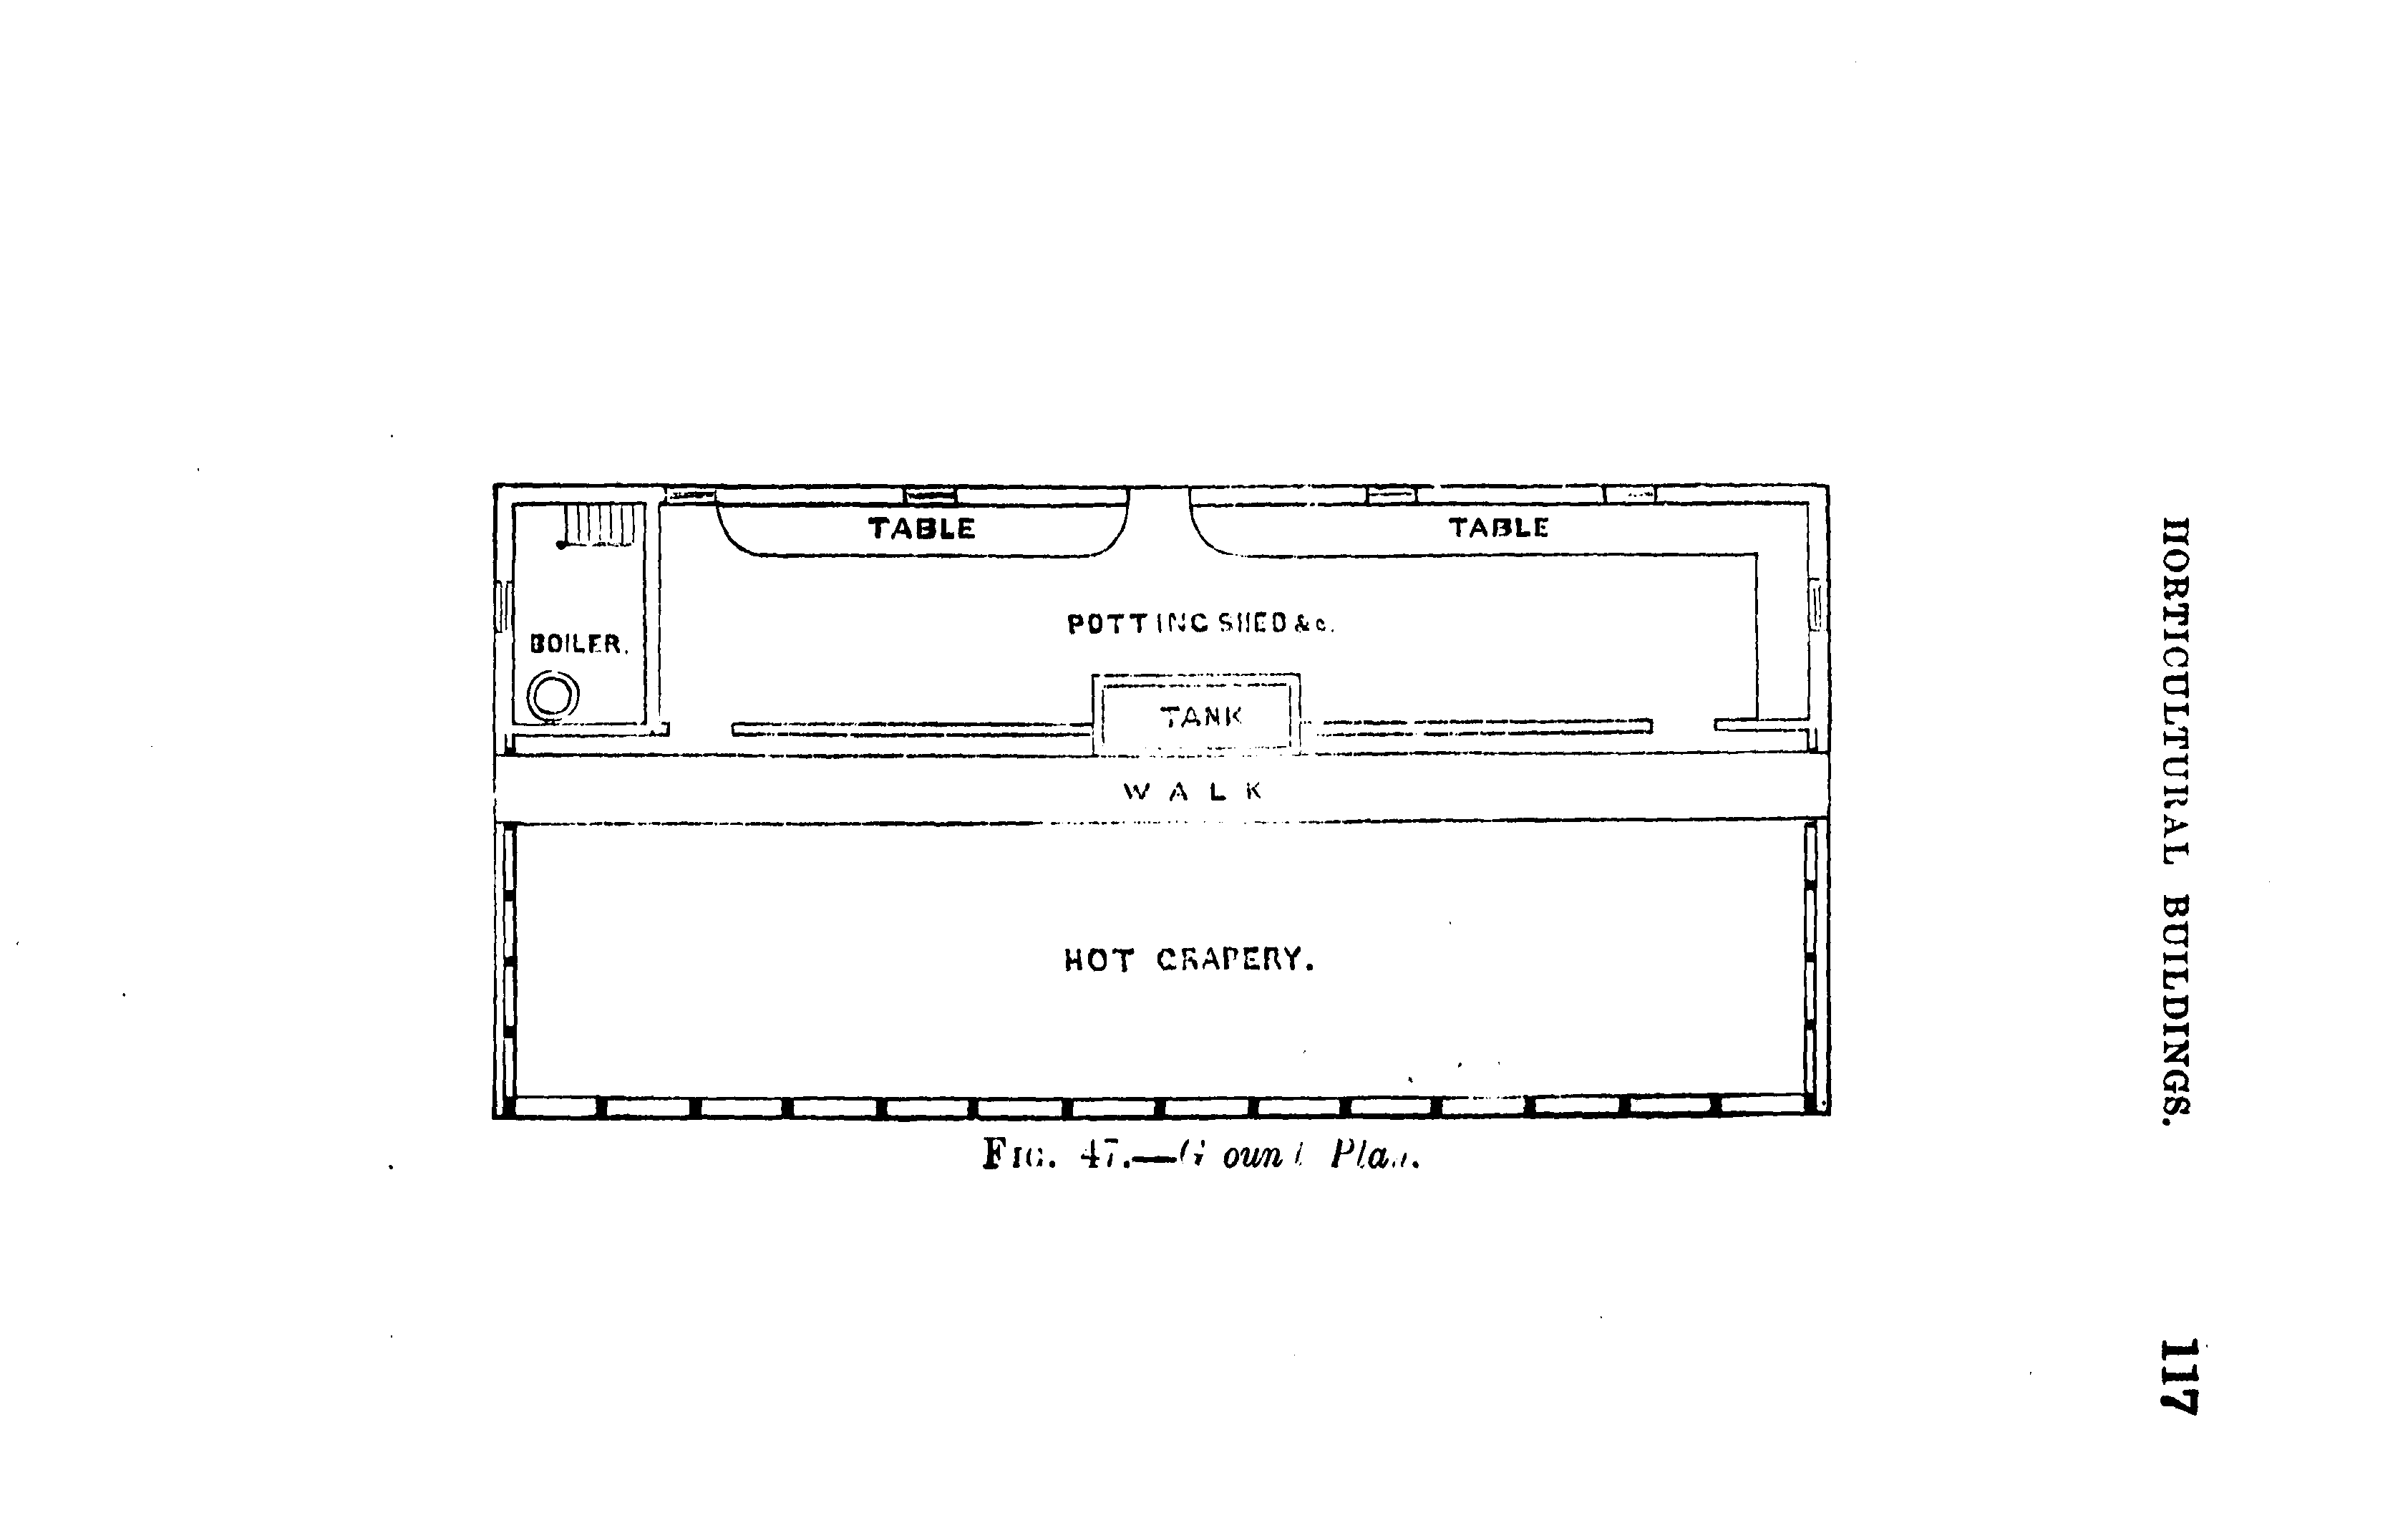 HORTICULTURAL BUILDINGS. 117
TABLE TABLE
POTTING SHED &c.
BOILER.
TANK
WALK
HOT GRAPERY.
FIG. 47.—Ground Plan.